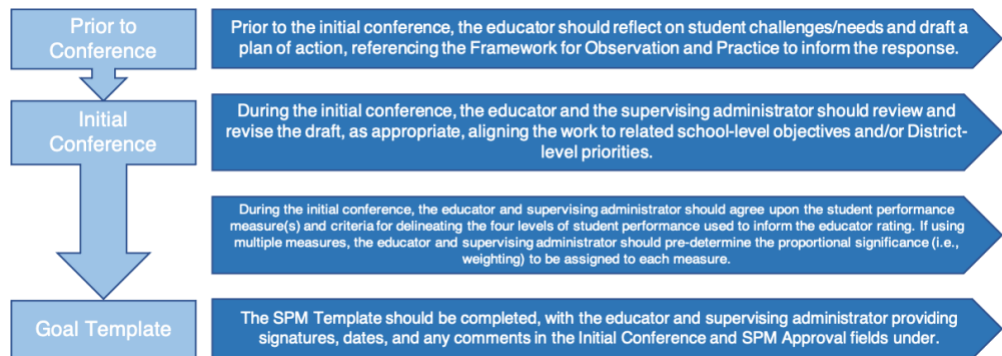 Prior to
Conference
Prior to the initial conference, the educator should reflect on student challenges/needs and draft a
plan of action, referencing the Framework for Observation and Practice to inform the response.
Initial
Conference
During the initial conference, the educator and the supervising administrator should review and
revise the draft, as appropriate, aligning the work to related school-level objectives and/or District-
level priorities.
During the initial conference, the educator and supervising administrator should agree upon the student performance
measure(s) and criteria for delineating the four levels of student performance used to inform the educator rating. If using
multiple measures, the educator and supervising administrator should pre-determine the proportional significance (i.e.,
weighting) to be assigned to each measure.
Goal Template
The SPM Template should be completed, with the educator and supervising administrator providing
signatures, dates, and any comments in the Initial Conference and SPM Approval fields under.